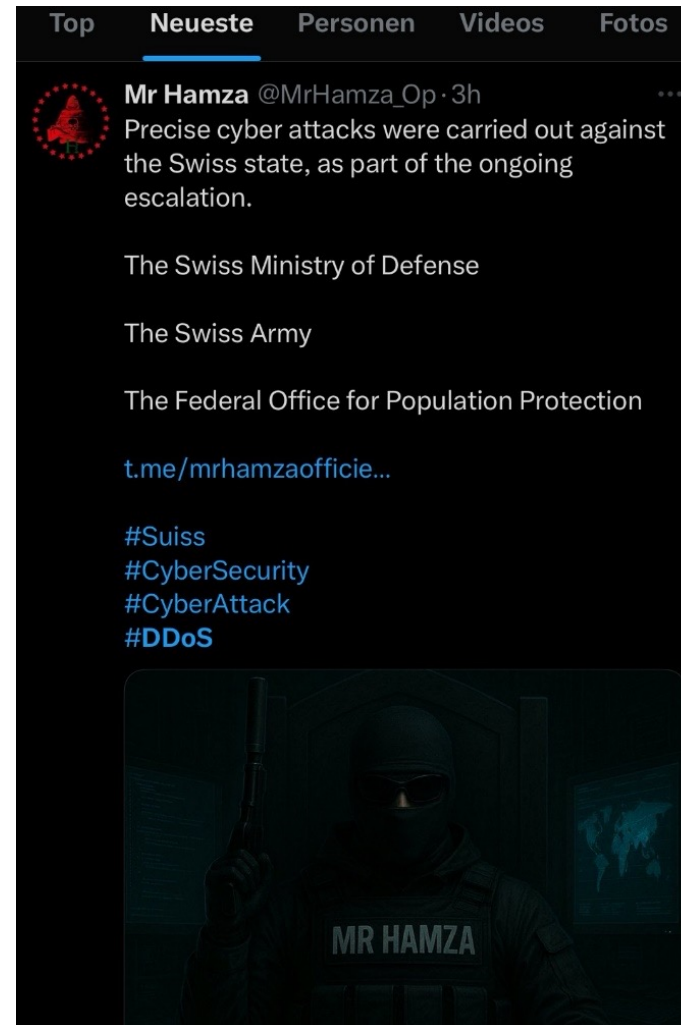 Top Neueste Personen Videos Fotos
Mr Hamza @MrHamza_Op · 3h
Precise cyber attacks were carried out against
the Swiss state, as part of the ongoing
escalation.
The Swiss Ministry of Defense
The Swiss Army
The Federal Office for Population Protection
t.me/mrhamzaofficie...
#Suiss
#CyberSecurity
#CyberAttack
#DDoS
MR HAMZA